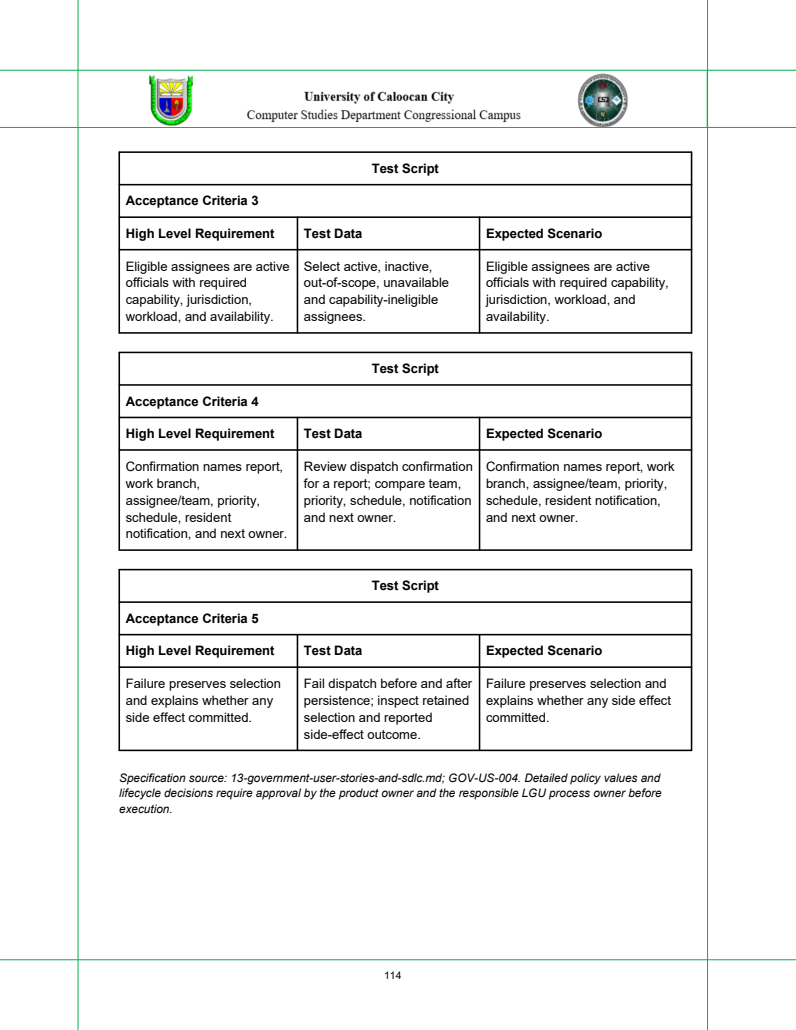 University of Caloocan City
Computer Studies Department Congressional Campus
Test Script
Acceptance Criteria 3
High Level Requirement
Test Data
Expected Scenario
Eligible assignees are active
officials with required
capability, jurisdiction,
workload, and availability.
Select active, inactive,
out-of-scope, unavailable
and capability-ineligible
assignees.
Eligible assignees are active
officials with required capability,
jurisdiction, workload, and
availability.
Test Script
Acceptance Criteria 4
High Level Requirement
Test Data
Expected Scenario
Confirmation names report,
work branch,
assignee/team, priority,
schedule, resident
notification, and next owner.
Review dispatch confirmation
for a report; compare team,
priority, schedule, notification
and next owner.
Confirmation names report, work
branch, assignee/team, priority,
schedule, resident notification,
and next owner.
Test Script
Acceptance Criteria 5
High Level Requirement
Test Data
Expected Scenario
Failure preserves selection
and explains whether any
side effect committed.
Fail dispatch before and after
persistence; inspect retained
selection and reported
side-effect outcome.
Failure preserves selection and
explains whether any side effect
committed.
Specification source: 13-government-user-stories-and-sdlc.md; GOV-US-004. Detailed policy values and
lifecycle decisions require approval by the product owner and the responsible LGU process owner before
execution.
114